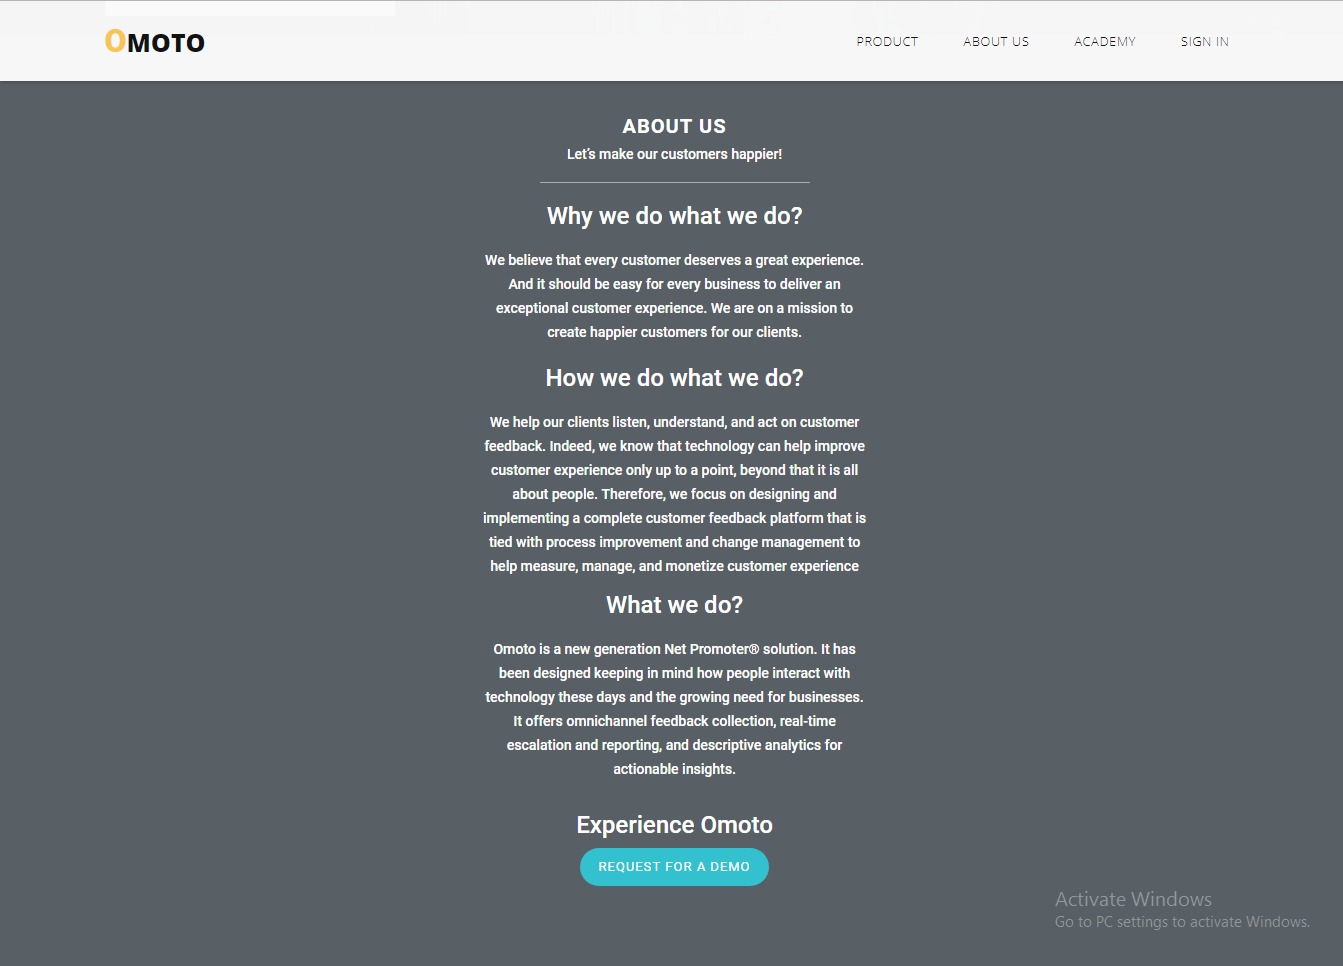 OMOTO
PRODUCT ABOUT US ACADEMY SIGN IN
ABOUT US
Let's make our customers happier!
Why we do what we do?
We believe that every customer deserves a great experience.
And it should be easy for every business to deliver an
exceptional customer experience. We are on a mission to
create happier customers for our clients.
How we do what we do?
We help our clients listen, understand, and act on customer
feedback. Indeed, we know that technology can help improve
customer experience only up to a point, beyond that it is all
about people. Therefore, we focus on designing and
implementing a complete customer feedback platform that is
tied with process improvement and change management to
help measure, manage, and monetize customer experience
What we do?
Omoto is a new generation Net Promoter® solution. It has
been designed keeping in mind how people interact with
technology these days and the growing need for businesses.
It offers omnichannel feedback collection, real-time
escalation and reporting, and descriptive analytics for
actionable insights.
Experience Omoto
REQUEST FOR A DEMO
Activate Windows
Go to PC settings to activate Windows.